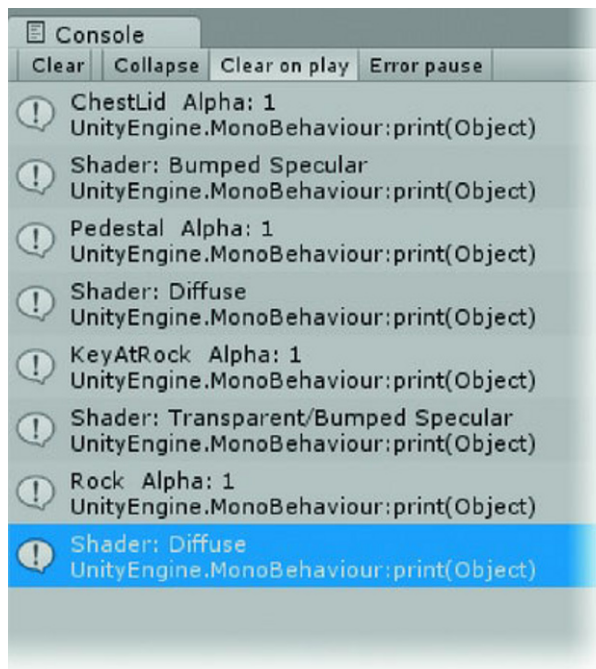 Console
Clear Collapse Clear on play Error pause
ChestLid Alpha: 1
UnityEngine.MonoBehaviour:print(Object)
Shader: Bumped Specular
UnityEngine.MonoBehaviour:print(Object)
Pedestal Alpha: 1
UnityEngine.MonoBehaviour:print(Object)
Shader: Diffuse
UnityEngine.MonoBehaviour:print(Object)
KeyAtRock Alpha: 1
UnityEngine.MonoBehaviour:print(Object)
Shader: Transparent/Bumped Specular
UnityEngine.MonoBehaviour:print(Object)
Rock Alpha: 1
UnityEngine.MonoBehaviour:print(Object)
Shader: Diffuse
UnityEngine.MonoBehaviour:print(Object)